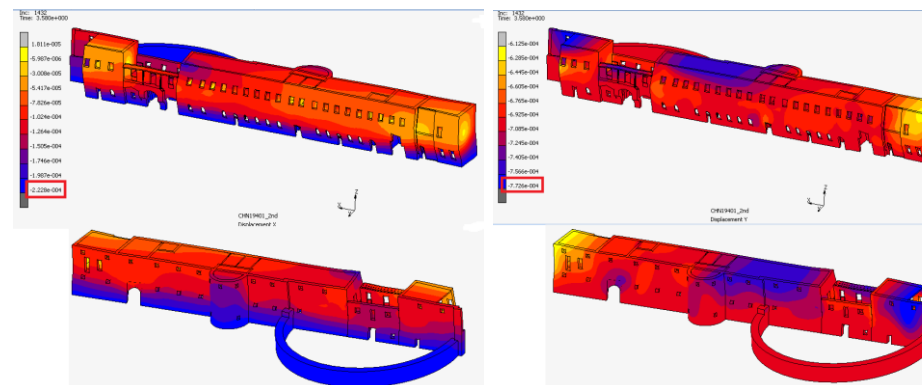 Inc: 1432
Time: 3.580e+000
1.011e-005
-5.987e-006
-3.008e-005
-5.417e-005
-7.826e-005
-1.024e-004
-1.264e-004
-1.505e-004
-1.746e-004
-1.987e-004
-2.228e-004
CHN19401_2nd
Displacement X
Inc: 1432
Time: 3.580e+000
-6.125e-004
-6.285e-004
-6.445e-004
-6.605e-004
-6.765e-004
-6.925e-004
-7.085e-004
-7.245e-004
-7.405e-004
-7.566e-004
-7.726e-004
CHN19401_2nd
Displacement Y